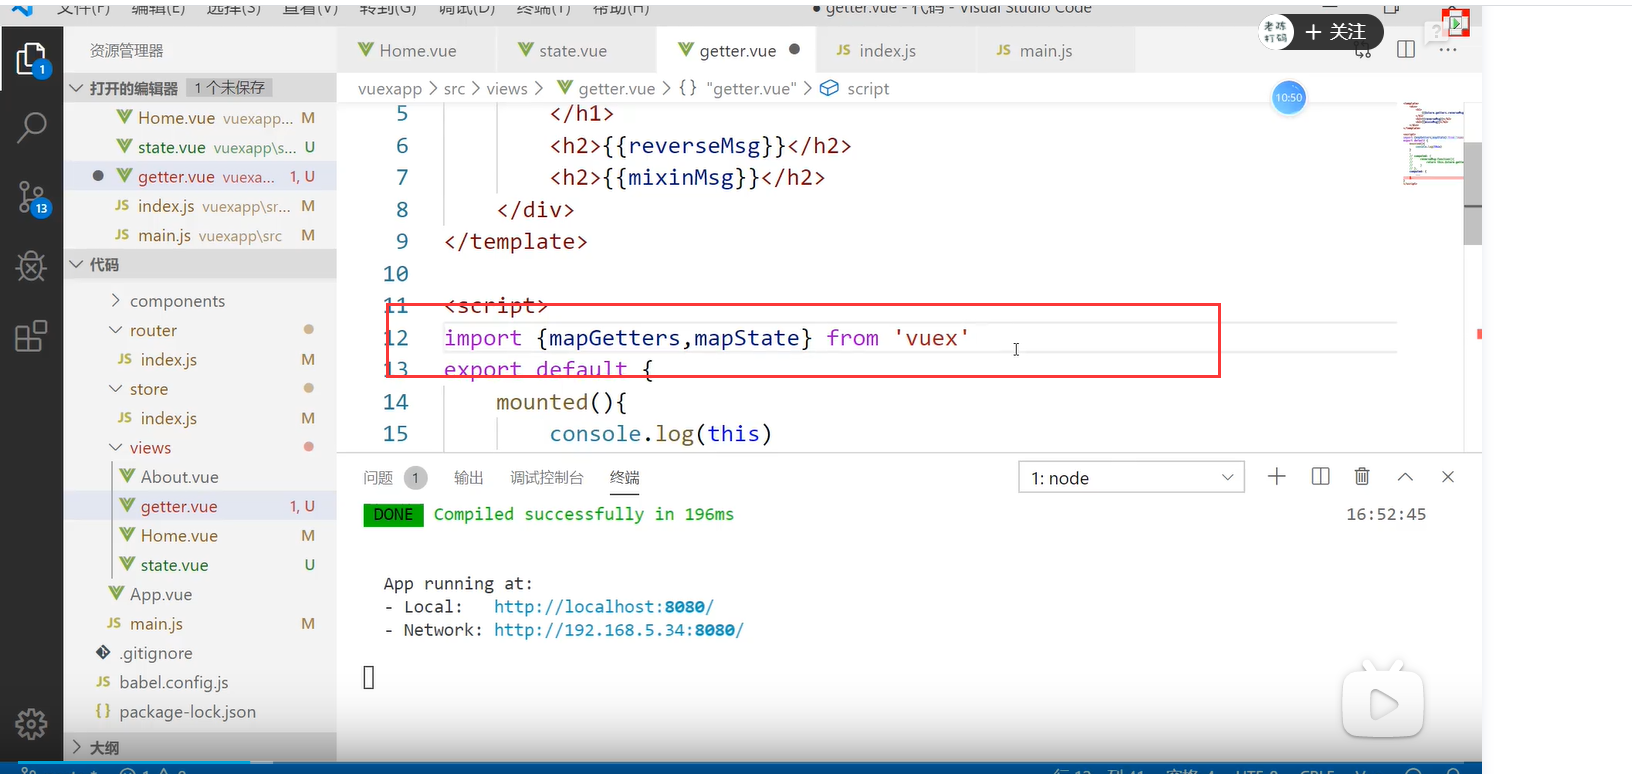 文件(F) 编辑(E) 选择(S) 查看(V) 转到(G) 调试(D) 终端(T) 帮助(H) ● getter.vue - 代码 - Visual Studio Code
老陈打码 + 关注
资源管理器
Home.vue state.vue getter.vue ● JS index.js JS main.js
打开的编辑器 1 个未保存
Home.vue vuexapp... M
state.vue vuexapp\s... U
● getter.vue vuexa... 1, U
JS index.js vuexapp\sr... M
JS main.js vuexapp\src M
代码
components
router
JS index.js M
store
JS index.js M
views
About.vue
getter.vue 1, U
Home.vue M
state.vue U
App.vue
JS main.js M
.gitignore
JS babel.config.js
{} package-lock.json
大纲
1
13
vuexapp > src > views > getter.vue > {} "getter.vue" > script
10:50
5 </h1>
6 <h2>{{reverseMsg}}</h2>
7 <h2>{{mixinMsg}}</h2>
8 </div>
9 </template>
10
11 <script>
12 import {mapGetters,mapState} from 'vuex'
13 export default {
14 mounted(){
15 console.log(this)
问题 1 输出 调试控制台 终端 1: node
DONE Compiled successfully in 196ms 16:52:45
App running at:
- Local: http://localhost:8080/
- Network: http://192.168.5.34:8080/